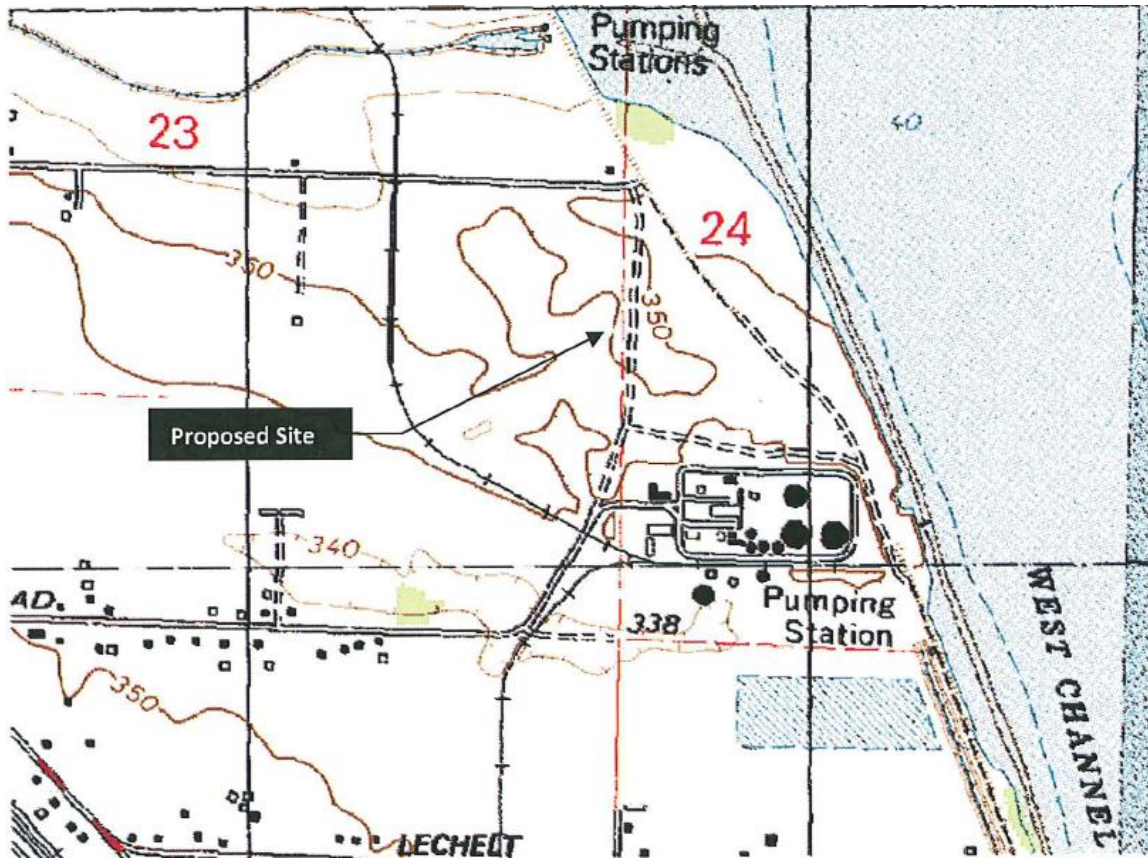 Pumping
Stations
40
23
24
350
350
Proposed Site
340
AD
338
Pumping
Station
350
WEST CHANNEL
LECHELT